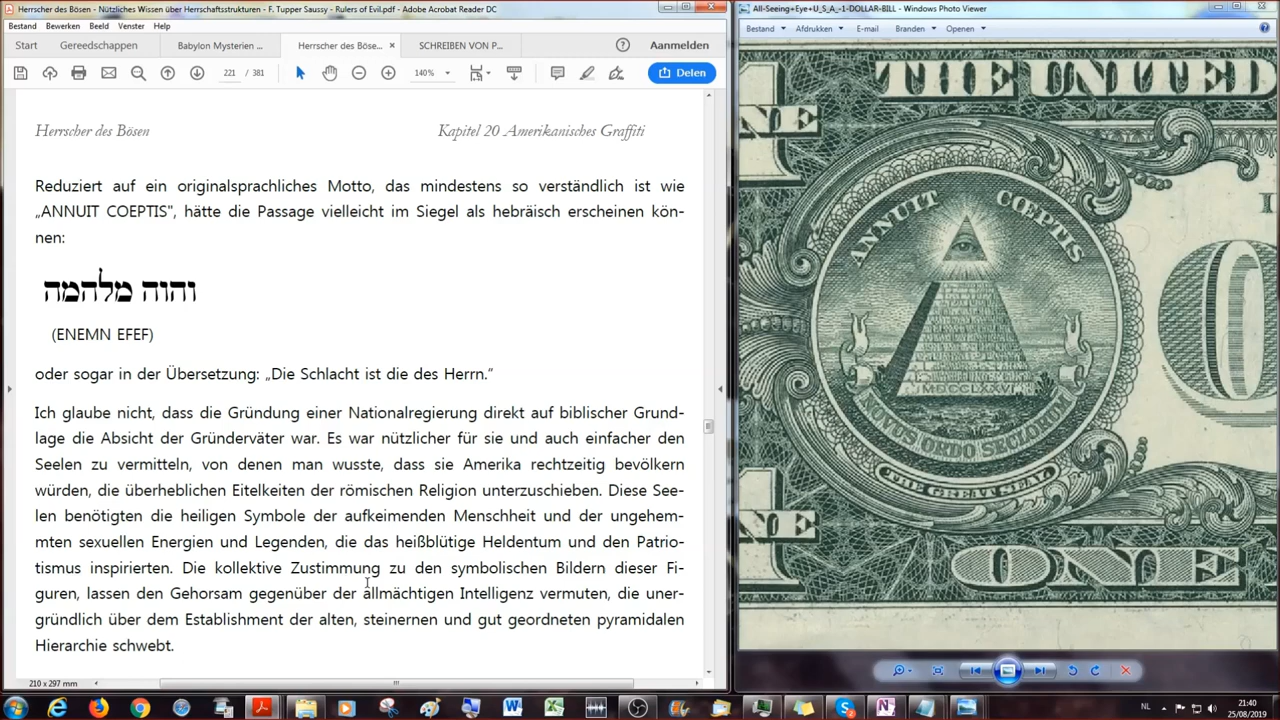 Herrscher des Bösen - Nützliches Wissen über Herrschaftsstrukturen - F. Tupper Saussy - Rulers of Evil.pdf - Adobe Acrobat Reader DC
Bestand Bewerken Beeld Venster Help
Start Gereedschappen Babylon Mysterien ... Herrscher des Böse... × SCHREIBEN VON P... Aanmelden
221 / 381 140% Delen
Herrscher des Bösen Kapitel 20 Amerikanisches Graffiti
Reduziert auf ein originalsprachliches Motto, das mindestens so verständlich ist wie
„ANNUIT COEPTIS", hätte die Passage vielleicht im Siegel als hebräisch erscheinen kön-
nen:
והוה מלהמה
(ENEMN EFEF)
oder sogar in der Übersetzung: „Die Schlacht ist die des Herrn.“
Ich glaube nicht, dass die Gründung einer Nationalregierung direkt auf biblischer Grund-
lage die Absicht der Gründerväter war. Es war nützlicher für sie und auch einfacher den
Seelen zu vermitteln, von denen man wusste, dass sie Amerika rechtzeitig bevölkern
würden, die überheblichen Eitelkeiten der römischen Religion unterzuschieben. Diese See-
len benötigten die heiligen Symbole der aufkeimenden Menschheit und der ungehem-
mten sexuellen Energien und Legenden, die das heißblütige Heldentum und den Patrio-
tismus inspirierten. Die kollektive Zustimmung zu den symbolischen Bildern dieser Fi-
guren, lassen den Gehorsam gegenüber der allmächtigen Intelligenz vermuten, die uner-
gründlich über dem Establishment der alten, steinernen und gut geordneten pyramidalen
Hierarchie schwebt.
210 x 297 mm
All-Seeing+Eye+U_S_A_-1-DOLLAR-BILL - Windows Photo Viewer
Bestand Afdrukken E-mail Branden Openen
THE UNITED
ONE
ANNUIT CŒPTIS
MDCCLXXVI
NOVUS ORDO SECLORUM
THE GREAT SEAL
ONE
ONE
NL 21:40
25/08/2019